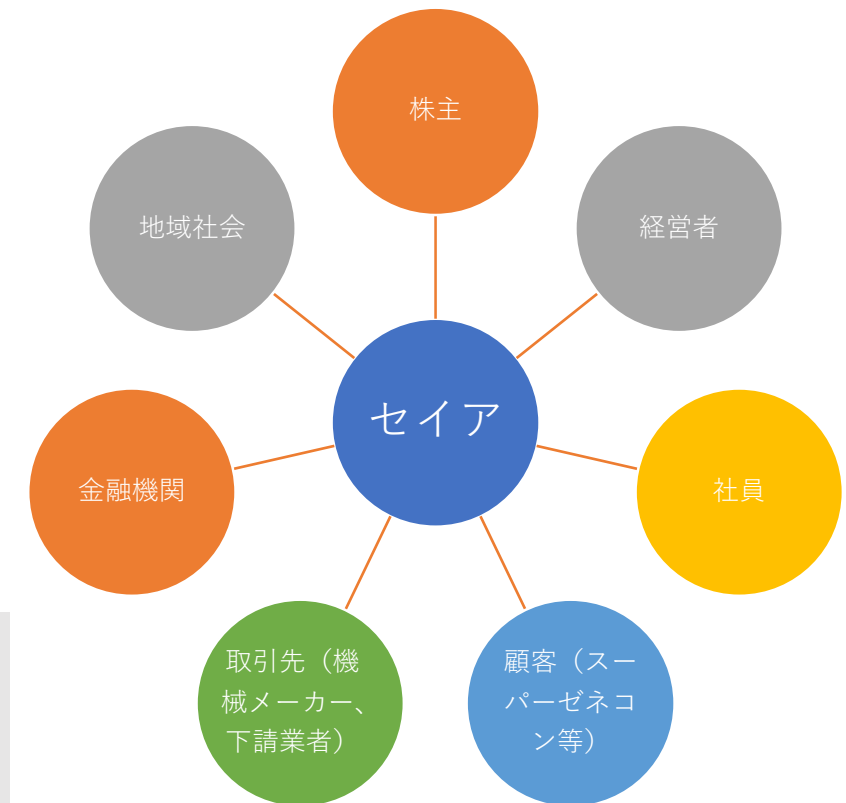 株主
地域社会
経営者
セイア
金融機関
社員
取引先（機
械メーカー、
下請業者）
顧客（スー
パーゼネコ
ン等）